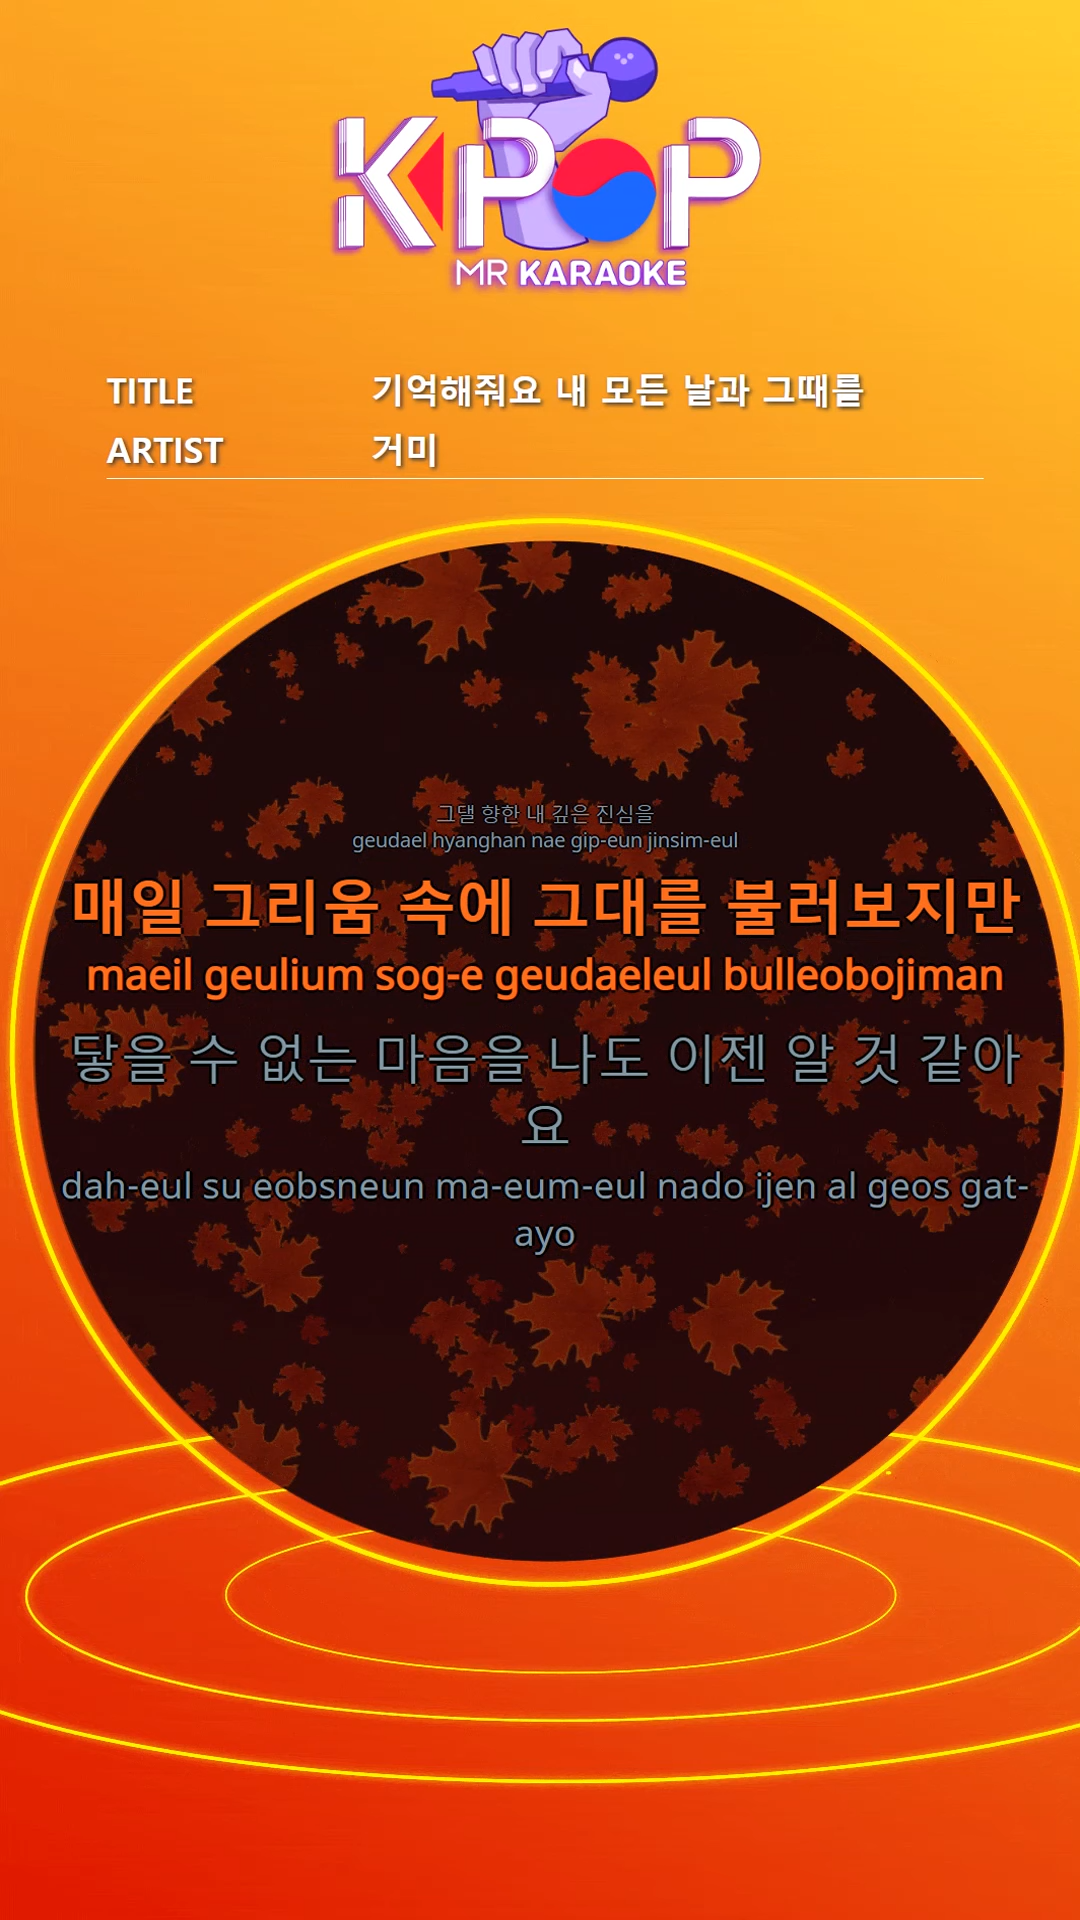 KPOP
MR KARAOKE
TITLE 기억해줘요 내 모든 날과 그때를
ARTIST 거미
그댈 향한 내 깊은 진심을
geudael hyanghan nae gip-eun jinsim-eul
매일 그리움 속에 그대를 불러보지만
maeil geulium sog-e geudaeleul bulleobojiman
닿을 수 없는 마음을 나도 이젠 알 것 같아
요
dah-eul su eobsneun ma-eum-eul nado ijen al geos gat-
ayo